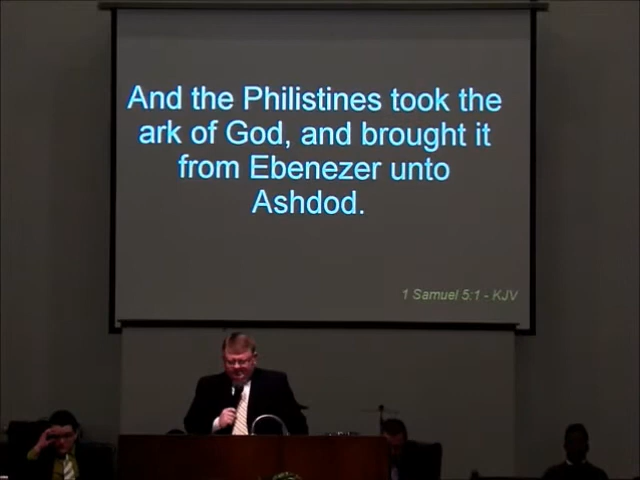 And the Philistines took the
ark of God, and brought it
from Ebenezer unto
Ashdod.
1 Samuel 5:1 - KJV